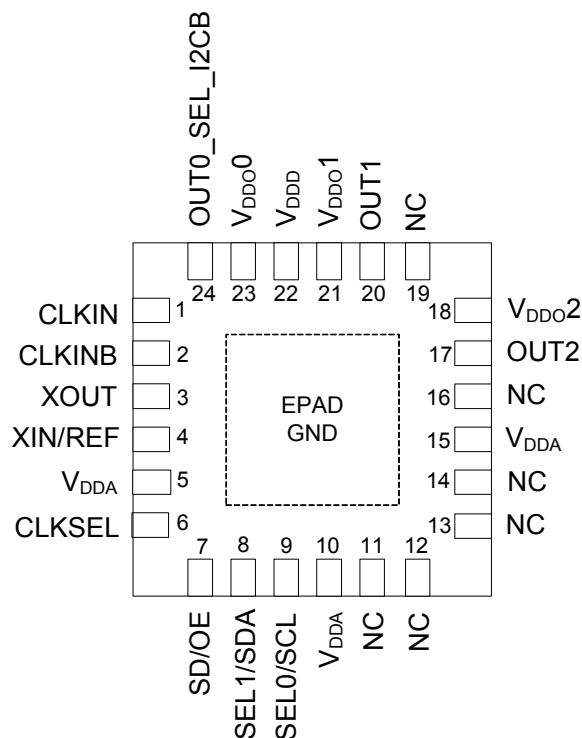 OUT0_SEL_I2CB
VDDO0
VDDD
VDDO1
OUT1
NC
24
23
22
21
20
19
CLKIN
1
CLKINB
2
XOUT
3
XIN/REF
4
VDDA
5
CLKSEL
6
EPAD
GND
18
VDDO2
17
OUT2
16
NC
15
VDDA
14
NC
13
NC
7
8
9
10
11
12
SD/OE
SEL1/SDA
SEL0/SCL
VDDA
NC
NC